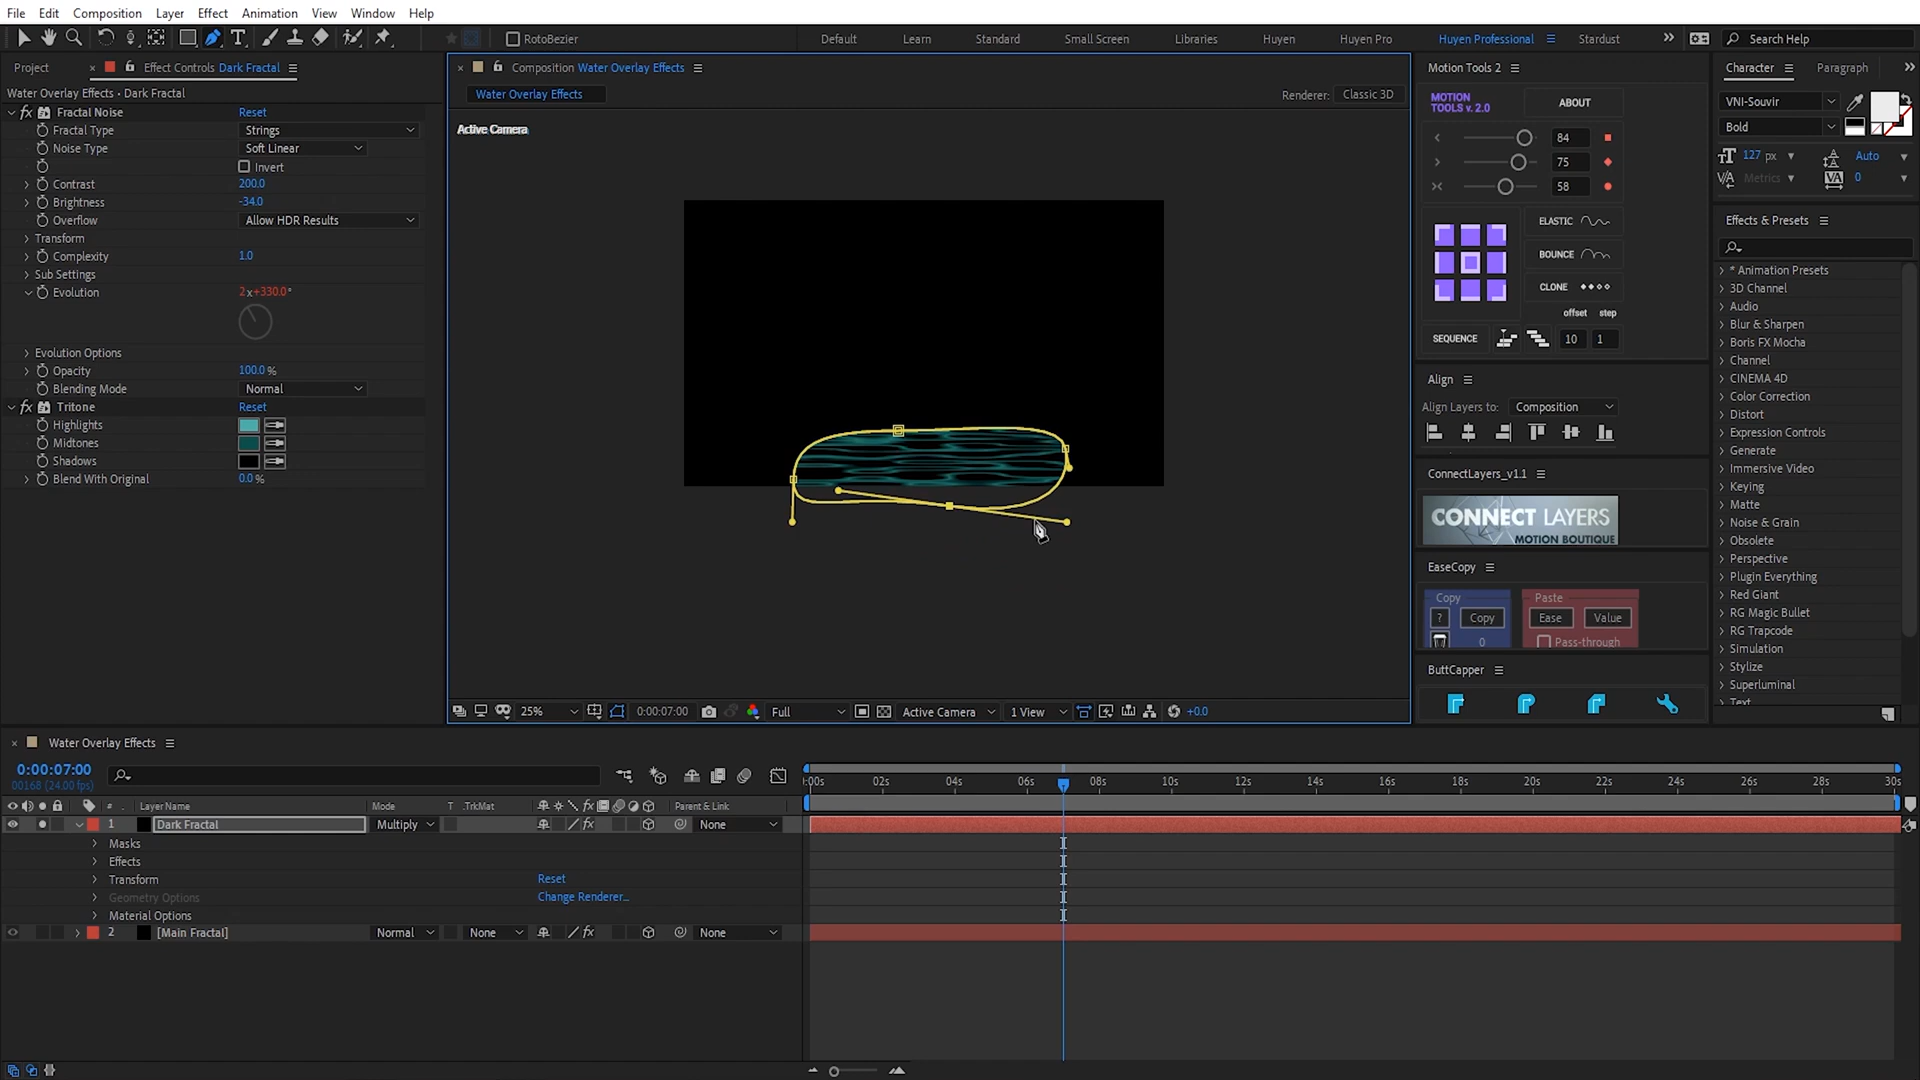 File Edit Composition Layer Effect Animation View Window Help
RotoBezier
Default Learn Standard Small Screen Libraries Huyen Huyen Pro Huyen Professional Stardust Search Help
Project Effect Controls Dark Fractal
Water Overlay Effects • Dark Fractal
fx Fractal Noise Reset
Fractal Type Strings
Noise Type Soft Linear
Invert
Contrast 200.0
Brightness -34.0
Overflow Allow HDR Results
Transform
Complexity 1.0
Sub Settings
Evolution 2x+330.0°
Evolution Options
Opacity 100.0 %
Blending Mode Normal
fx Tritone Reset
Highlights
Midtones
Shadows
Blend With Original 0.0 %
Composition Water Overlay Effects
Water Overlay Effects
Renderer: Classic 3D
Active Camera
25% 0:00:07:00 Full Active Camera 1 View +0.0
Motion Tools 2
MOTION TOOLS v. 2.0
ABOUT
84
75
58
ELASTIC
BOUNCE
CLONE
offset step
SEQUENCE 10 1
Align
Align Layers to: Composition
ConnectLayers_v1.1
CONNECT LAYERS
MOTION BOUTIQUE
EaseCopy
Copy Paste
? Copy Ease Value
0 Pass-through
ButtCapper
Character Paragraph
VNI-Souvir
Bold
127 px Auto
Metrics 0
Effects & Presets
* Animation Presets
3D Channel
Audio
Blur & Sharpen
Boris FX Mocha
Channel
CINEMA 4D
Color Correction
Distort
Expression Controls
Generate
Immersive Video
Keying
Matte
Noise & Grain
Obsolete
Perspective
Plugin Everything
Red Giant
RG Magic Bullet
RG Trapcode
Simulation
Stylize
Superluminal
Text
Water Overlay Effects
0:00:07:00
00168 (24.00 fps)
:00s 02s 04s 06s 08s 10s 12s 14s 16s 18s 20s 22s 24s 26s 28s 30s
# Layer Name Mode T .TrkMat Parent & Link
1 Dark Fractal Multiply None
Masks
Effects
Transform Reset
Geometry Options Change Renderer...
Material Options
2 [Main Fractal] Normal None None